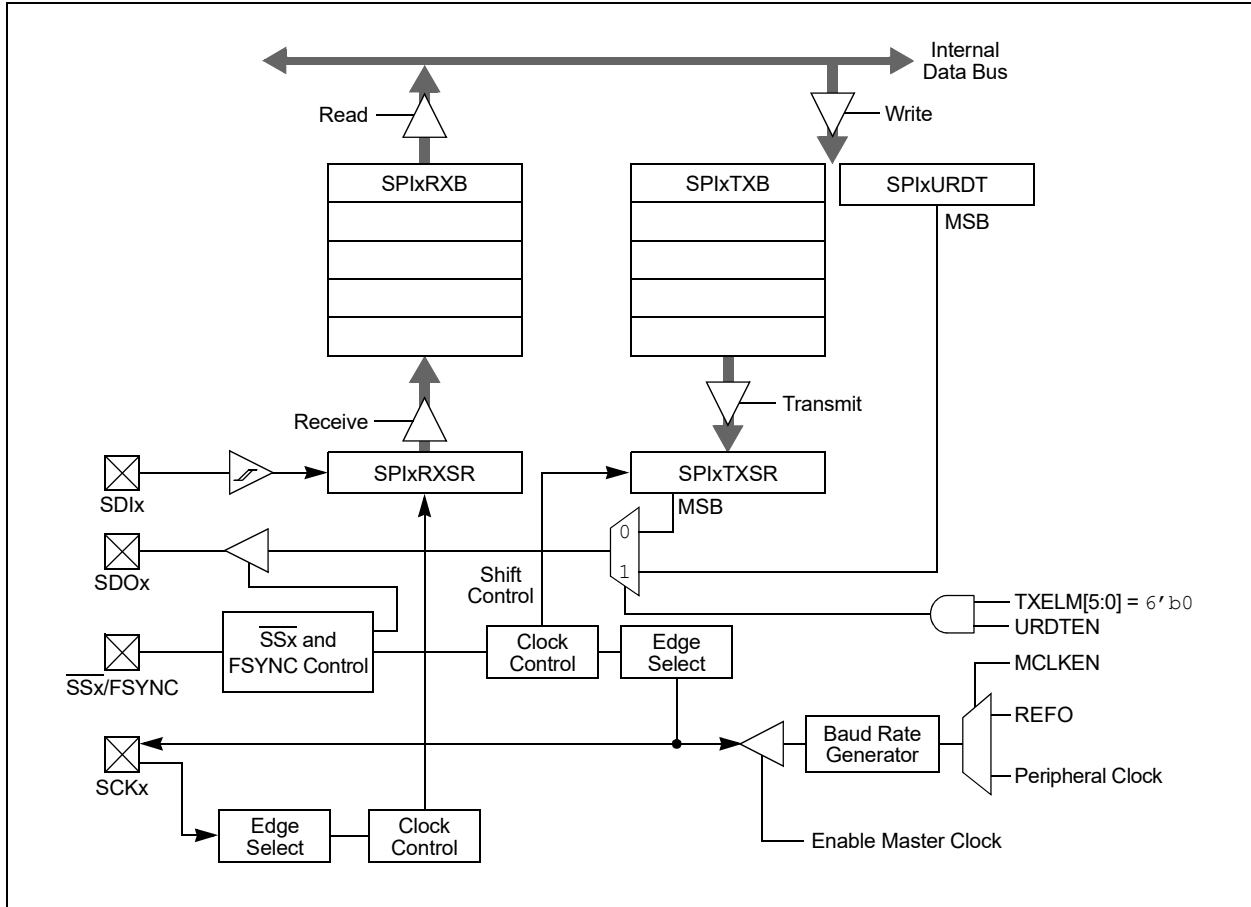 Internal
Data Bus
Read
Write
SPIxRXB
SPIxTXB
SPIxURDT
MSB
Receive
Transmit
SDIx
SPIxRXSR
SPIxTXSR
MSB
0
SDOx
1
Shift
Control
TXELM[5:0] = 6'b0
URDTEN
SSx and
FSYNC Control
Clock
Control
Edge
Select
SSx/FSYNC
MCLKEN
REFO
Baud Rate
Generator
SCKx
Peripheral Clock
Edge
Select
Clock
Control
Enable Master Clock